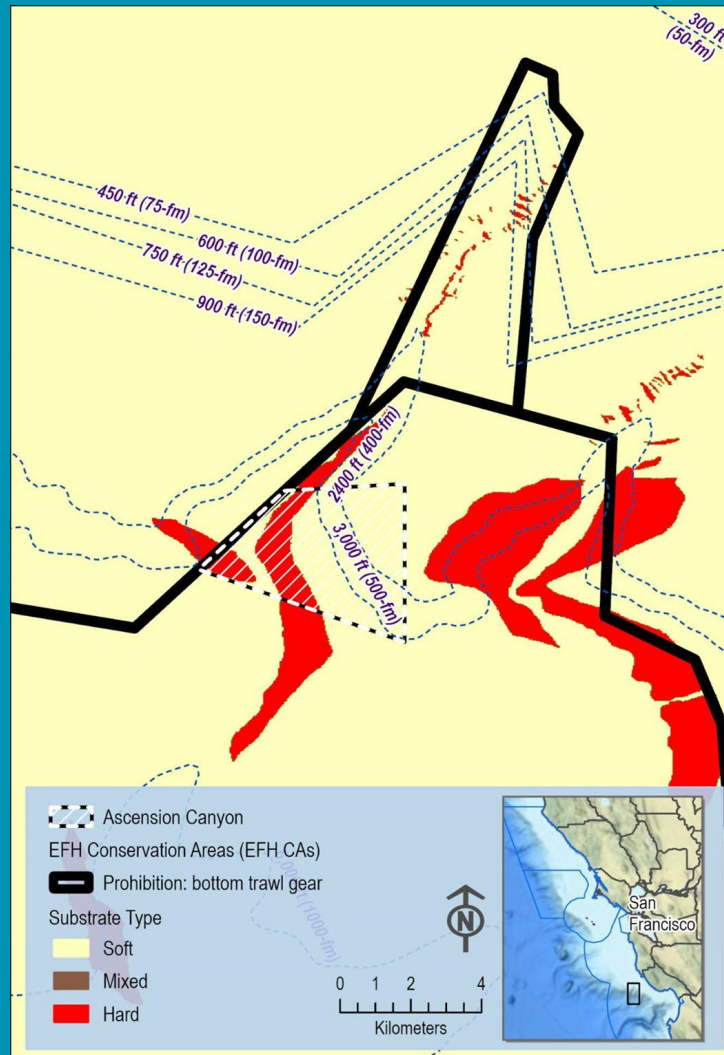 300 ft
(50-fm)
450 ft (75-fm)
600 ft (100-fm)
750 ft (125-fm)
900 ft (150-fm)
2400 ft (400-fm)
3,000 ft (500-fm)
Ascension Canyon
EFH Conservation Areas (EFH CAs)
Prohibition: bottom trawl gear
Substrate Type
Soft
Mixed
Hard
(1000-fm)
N
0 1 2 4
Kilometers
San
Francisco